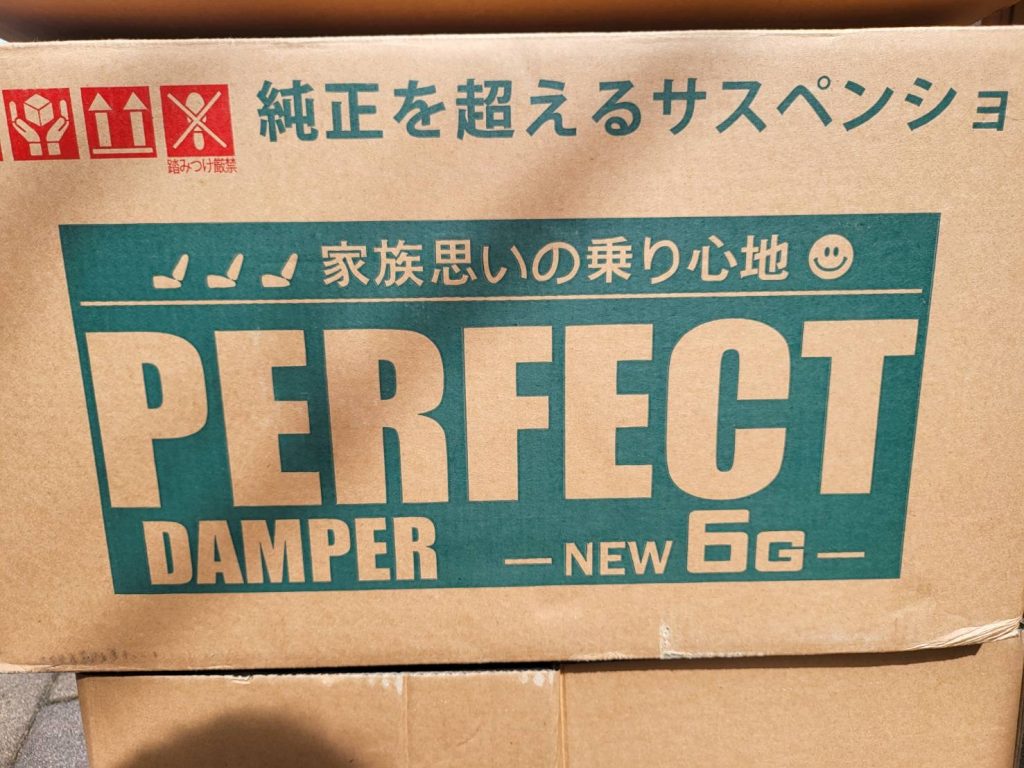 純正を超えるサスペンショ
踏みつけ厳禁
家族思いの乗り心地
PERFECT
DAMPER
— NEW 6G —